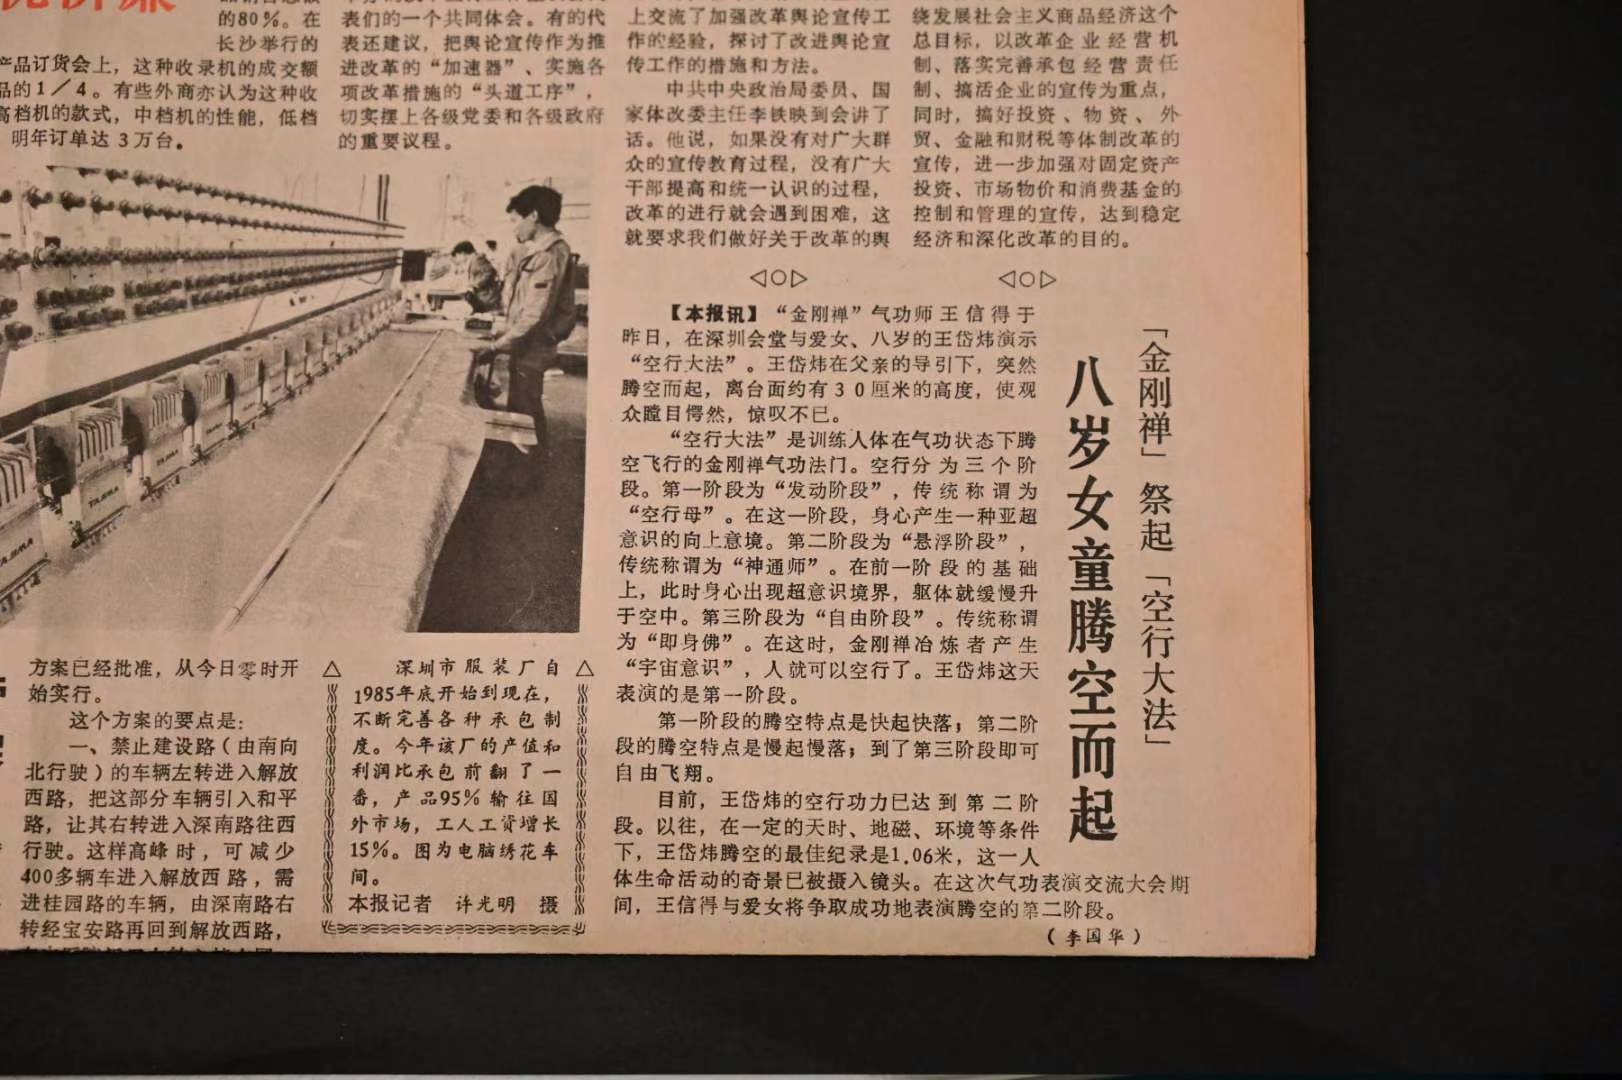 的80%。在
长沙举行的
产品订货会上，这种收录机的成交额
品的1／4。有些外商亦认为这种收
高档机的款式，中档机的性能，低档
明年订单达3万台。
表们的一个共同体会。有的代
表还建议，把舆论宣传作为推
进改革的“加速器”、实施各
项改革措施的“头道工序”，
切实摆上各级党委和各级政府
的重要议程。
上交流了加强改革舆论宣传工
作的经验，探讨了改进舆论宣
传工作的措施和方法。
中共中央政治局委员、国
家体改委主任李铁映到会讲了
话。他说，如果没有对广大群
众的宣传教育过程，没有广大
干部提高和统一认识的过程，
改革的进行就会遇到困难，这
就要求我们做好关于改革的舆
绕发展社会主义商品经济这个
总目标，以改革企业经营机
制、落实完善承包经营责任
制、搞活企业的宣传为重点，
同时，搞好投资、物资、外
贸、金融和财税等体制改革的
宣传，进一步加强对固定资产
投资、市场物价和消费基金的
控制和管理的宣传，达到稳定
经济和深化改革的目的。
「金刚禅」祭起「空行大法」
八岁女童腾空而起
【本报讯】“金刚禅”气功师王信得于
昨日，在深圳会堂与爱女、八岁的王岱炜演示
“空行大法”。王岱炜在父亲的导引下，突然
腾空而起，离台面约有30厘米的高度，使观
众瞠目愕然，惊叹不已。
“空行大法”是训练人体在气功状态下腾
空飞行的金刚禅气功法门。空行分为三个阶
段。第一阶段为“发动阶段”，传统称谓为
“空行母”。在这一阶段，身心产生一种亚超
意识的向上意境。第二阶段为“悬浮阶段”，
传统称谓为“神通师”。在前一阶段的基础
上，此时身心出现超意识境界，躯体就缓慢升
于空中。第三阶段为“自由阶段”。传统称谓
为“即身佛”。在这时，金刚禅冶炼者产生
“宇宙意识”，人就可以空行了。王岱炜这天
表演的是第一阶段。
第一阶段的腾空特点是快起快落；第二阶
段的腾空特点是慢起慢落；到了第三阶段即可
自由飞翔。
目前，王岱炜的空行功力已达到第二阶
段。以往，在一定的天时、地磁、环境等条件
下，王岱炜腾空的最佳纪录是1.06米，这一人
体生命活动的奇景已被摄入镜头。在这次气功表演交流大会期
间，王信得与爱女将争取成功地表演腾空的第二阶段。
（李国华）
TAJIMA
TAJIMA
方案已经批准，从今日零时开
始实行。
这个方案的要点是：
一、禁止建设路（由南向
北行驶）的车辆左转进入解放
西路，把这部分车辆引入和平
路，让其右转进入深南路往西
行驶。这样高峰时，可减少
400多辆车进入解放西路，需
进桂园路的车辆，由深南路右
转经宝安路再回到解放西路，
深圳市服装厂自
1985年底开始到现在，
不断完善各种承包制
度。今年该厂的产值和
利润比承包前翻了一
番，产品95%输往国
外市场，工人工资增长
15%。图为电脑绣花车
间。
本报记者 许光明 摄